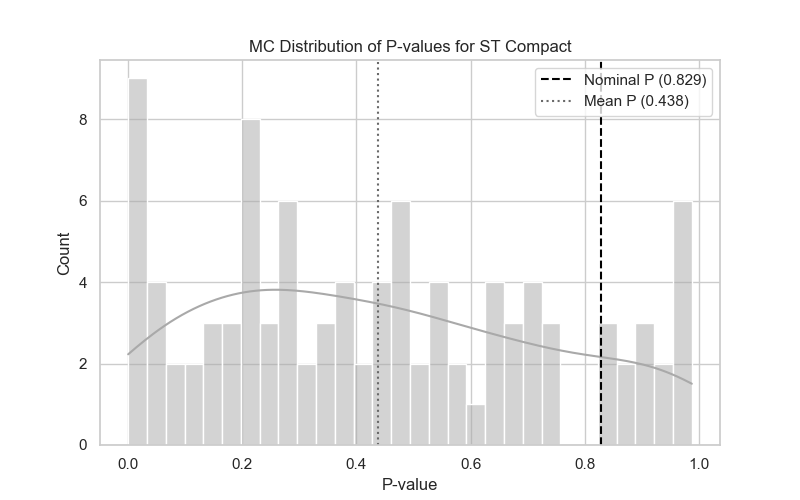 MC Distribution of P-values for ST Compact
Nominal P (0.829)
Mean P (0.438)
Count
8
6
4
2
0
0.0 0.2 0.4 0.6 0.8 1.0
P-value